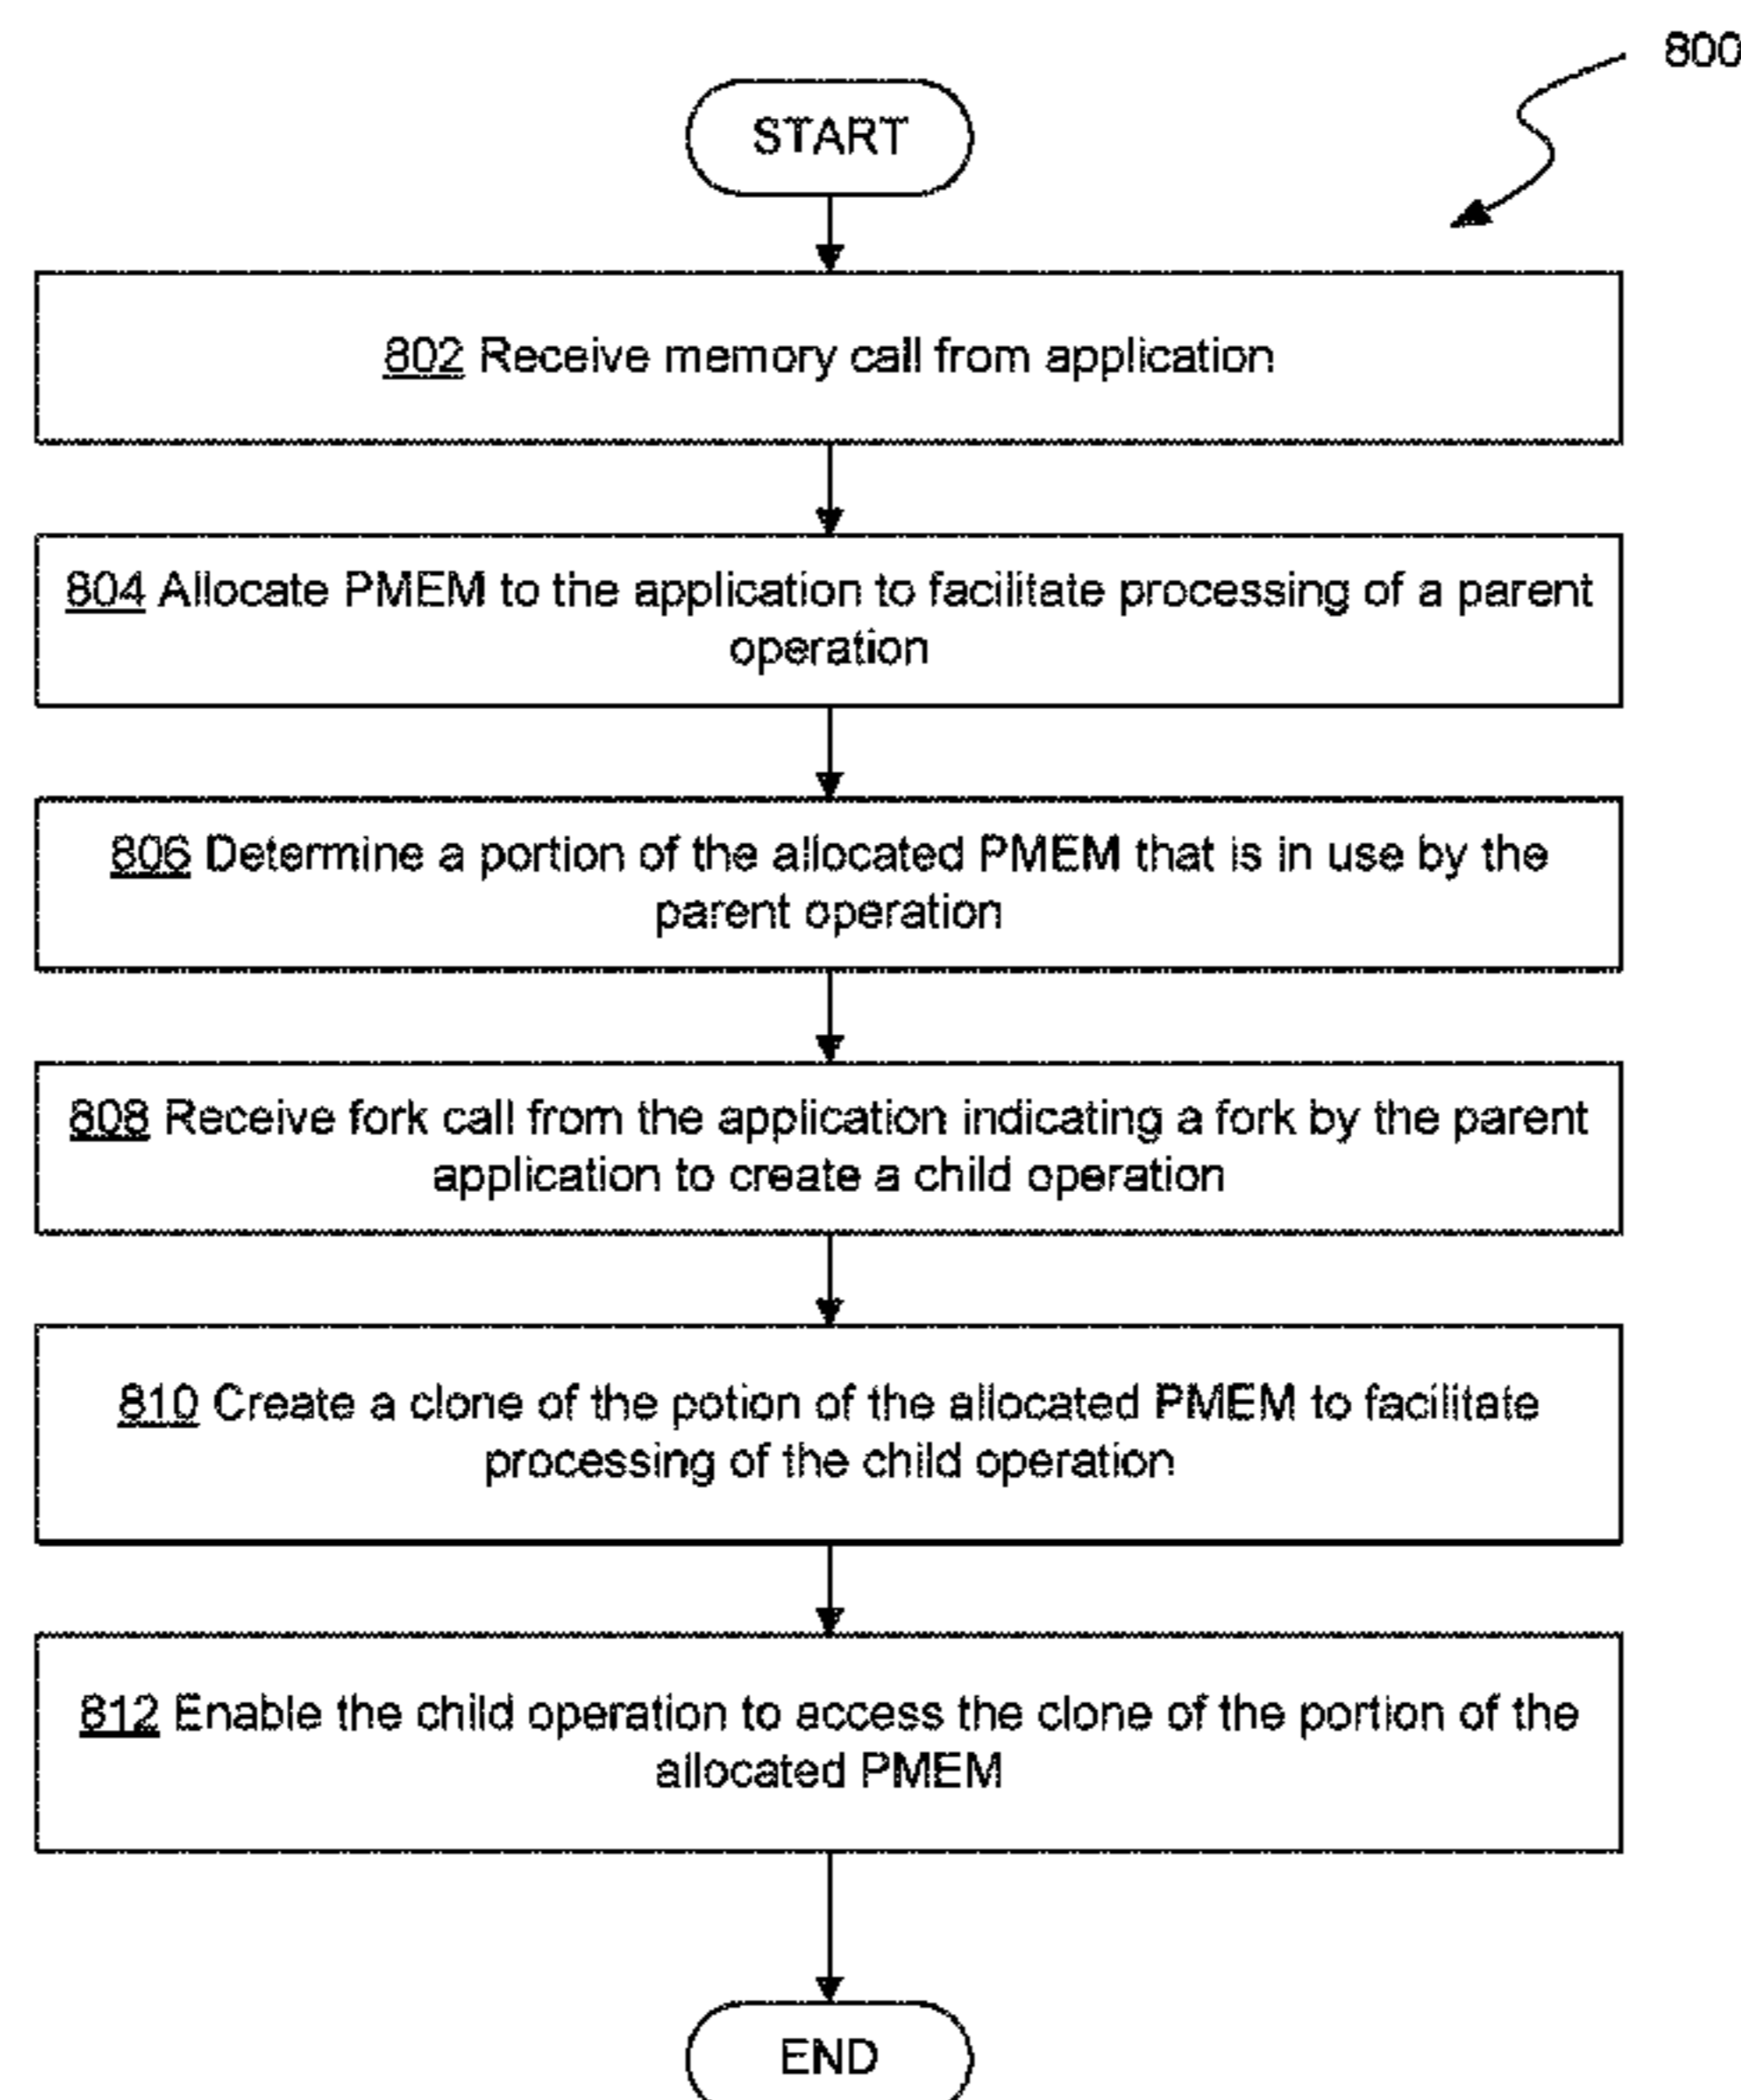 800
START
802 Receive memory call from application
804 Allocate PMEM to the application to facilitate processing of a parent
operation
806 Determine a portion of the allocated PMEM that is in use by the
parent operation
808 Receive fork call from the application indicating a fork by the parent
application to create a child operation
810 Create a clone of the potion of the allocated PMEM to facilitate
processing of the child operation
812 Enable the child operation to access the clone of the portion of the
allocated PMEM
END